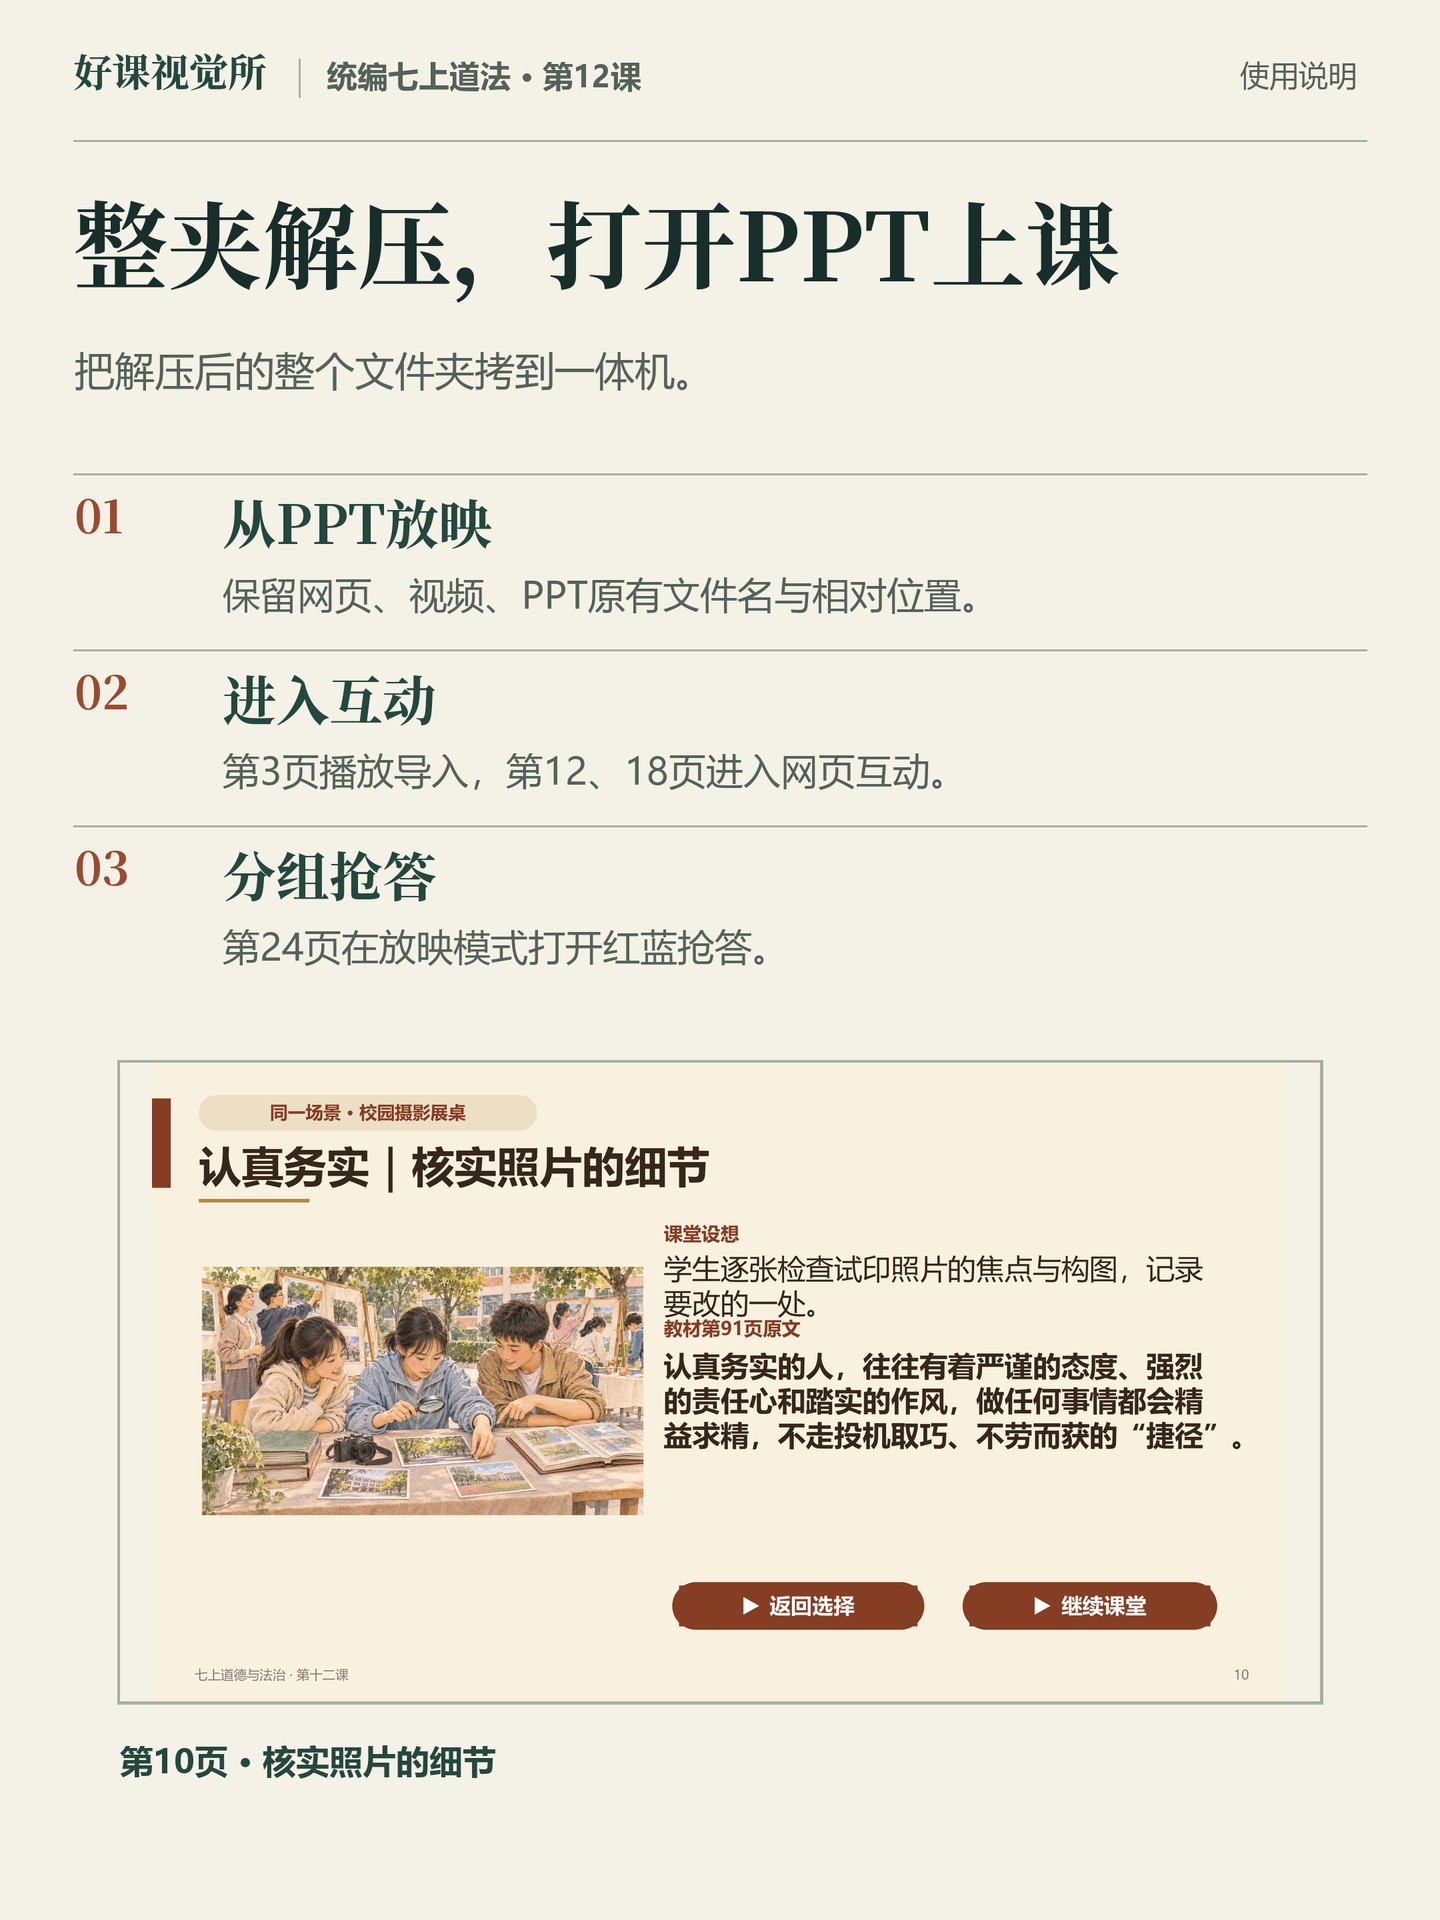 好课视觉所 | 统编七上道法·第12课 使用说明
整夹解压，打开PPT上课
把解压后的整个文件夹拷到一体机。
01 从PPT放映
保留网页、视频、PPT原有文件名与相对位置。
02 进入互动
第3页播放导入，第12、18页进入网页互动。
03 分组抢答
第24页在放映模式打开红蓝抢答。
同一场景·校园摄影展桌
认真务实｜核实照片的细节
课堂设想
学生逐张检查试印照片的焦点与构图，记录
要改的一处。
教材第91页原文
认真务实的人，往往有着严谨的态度、强烈
的责任心和踏实的作风，做任何事情都会精
益求精，不走投机取巧、不劳而获的“捷径”。
▶ 返回选择 ▶ 继续课堂
七上道德与法治·第十二课 10
第10页·核实照片的细节